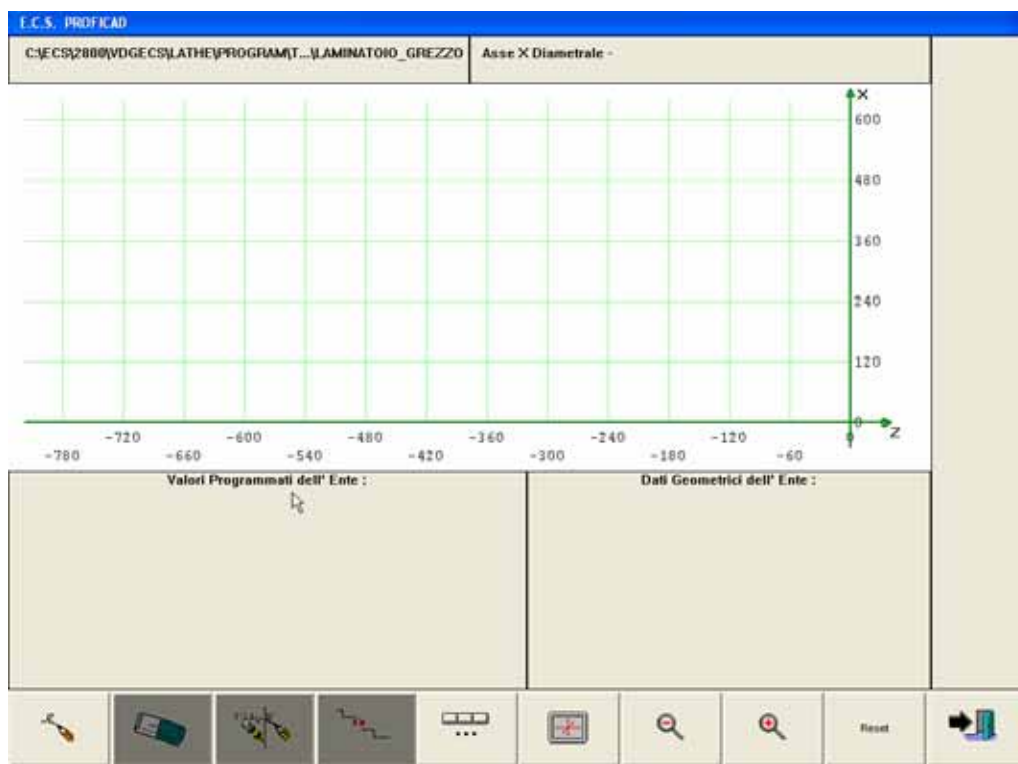 E.C.S. PROFICAD
C:\ECS\2800\VDGECS\LATHE\PROGRAM\T...\LAMINATOIO_GREZZO
Asse X Diametrale -
X
600
480
360
240
120
0
Z
-720 -600 -480 -360 -240 -120 0
-780 -660 -540 -420 -300 -180 -60
Valori Programmati dell' Ente :
Dati Geometrici dell' Ente :
Reset